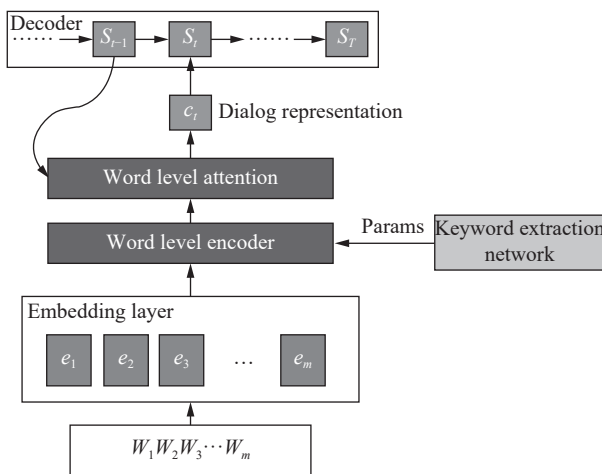 Decoder
…… S_{t−1} S_t …… S_T
c_t Dialog representation
Word level attention
Word level encoder
Params
Keyword extraction
network
Embedding layer
e_1 e_2 e_3 … e_m
W_1W_2W_3⋯W_m